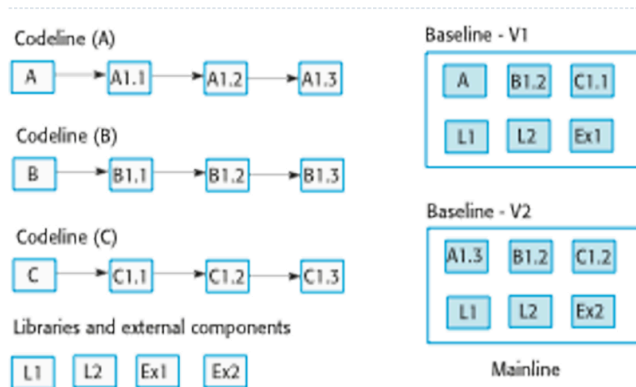 Codeline (A)
A A1.1 A1.2 A1.3
Codeline (B)
B B1.1 B1.2 B1.3
Codeline (C)
C C1.1 C1.2 C1.3
Libraries and external components
L1 L2 Ex1 Ex2
Baseline - V1
A B1.2 C1.1
L1 L2 Ex1
Baseline - V2
A1.3 B1.2 C1.2
L1 L2 Ex2
Mainline